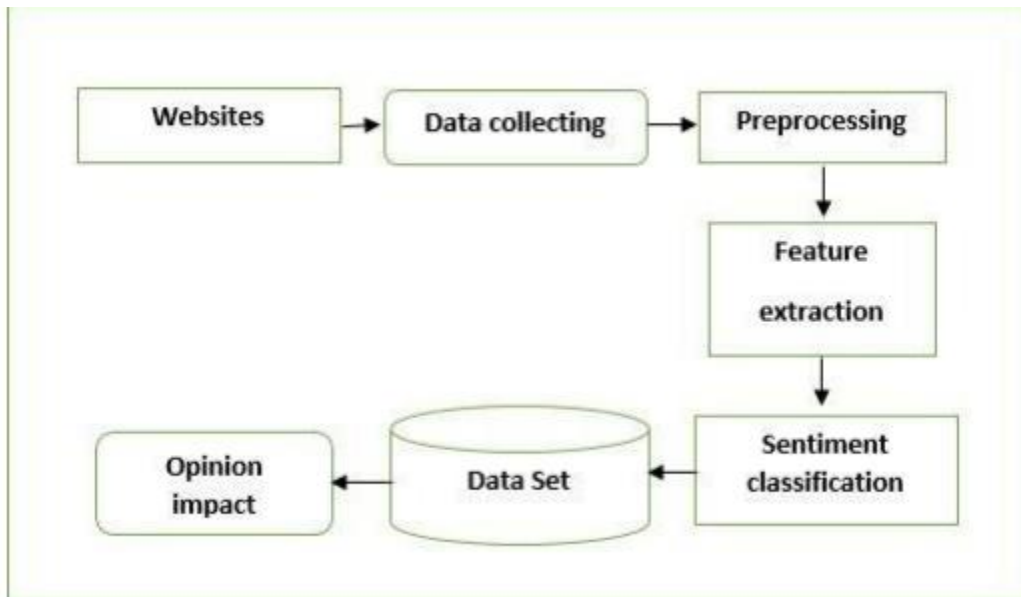 Websites
Data collecting
Preprocessing
Feature
extraction
Sentiment
classification
Data Set
Opinion
impact